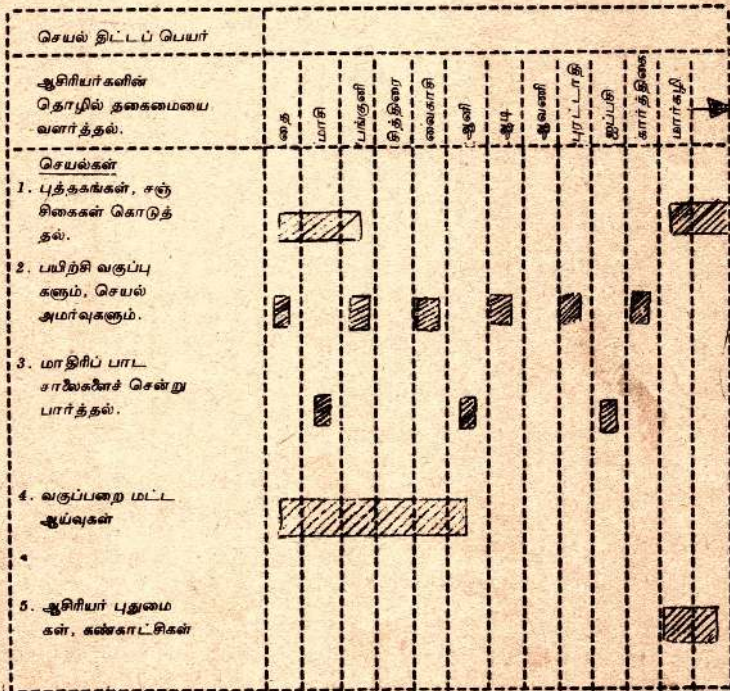 செயல் திட்டப் பெயர்
ஆசிரியர்களின்
தொழில் தகைமையை
வளர்த்தல்.
தை
மாசி
பங்குனி
சித்திரை
வைகாசி
ஆனி
ஆடி
ஆவணி
புரட்டாதி
ஐப்பசி
கார்த்திகை
மார்கழி
செயல்கள்
1. புத்தகங்கள், சஞ்
சிகைகள் கொடுத்
தல்.
2. பயிற்சி வகுப்பு
களும், செயல்
அமர்வுகளும்.
3. மாதிரிப் பாட
சாலைகளைச் சென்று
பார்த்தல்.
4. வகுப்பறை மட்ட
ஆய்வுகள்
5. ஆசிரியர் புதுமை
கள், கண்காட்சிகள்